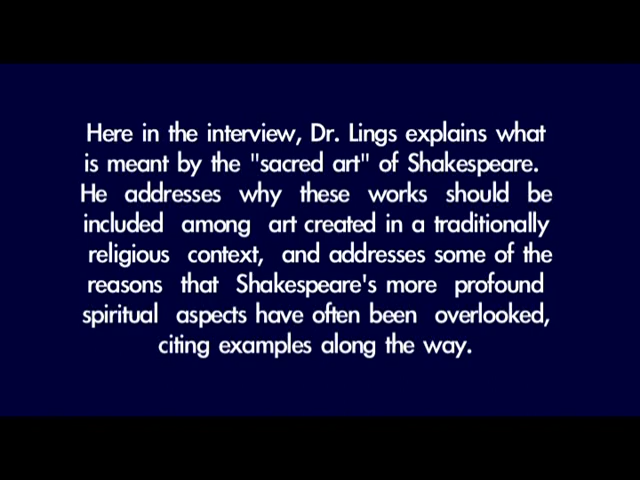 Here in the interview, Dr. Lings explains what
is meant by the "sacred art" of Shakespeare.
He addresses why these works should be
included among art created in a traditionally
religious context, and addresses some of the
reasons that Shakespeare's more profound
spiritual aspects have often been overlooked,
citing examples along the way.